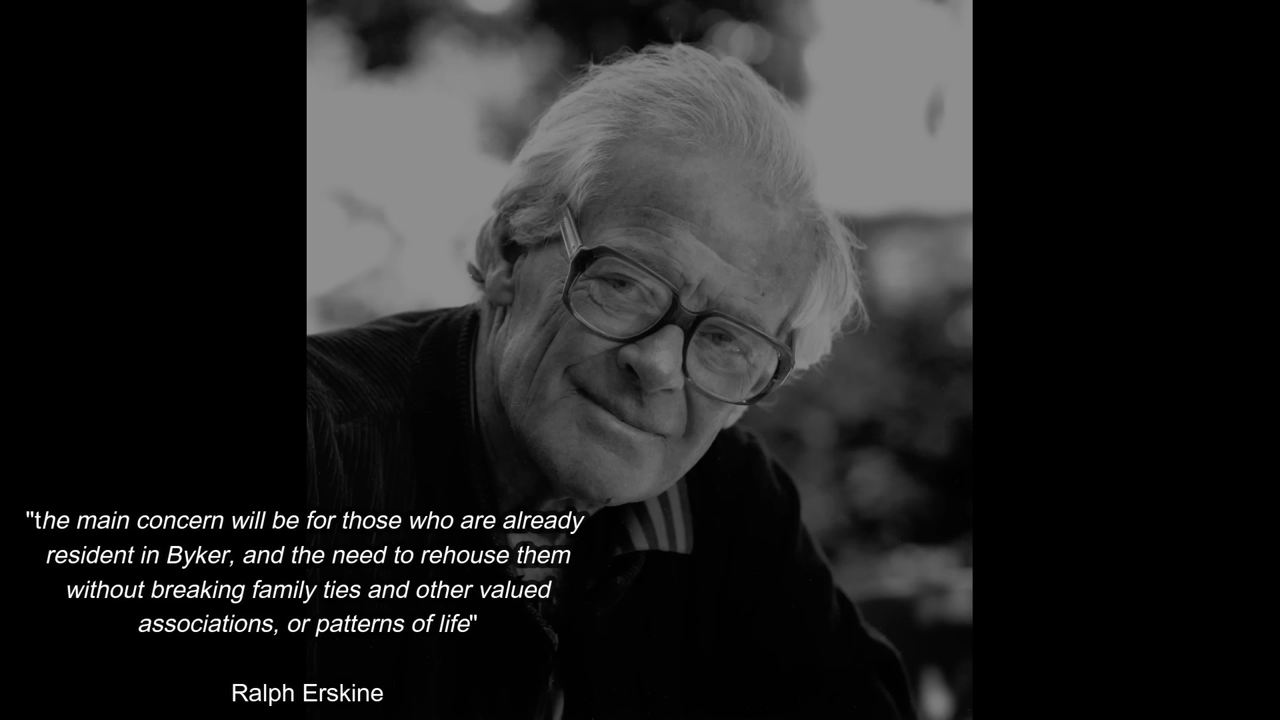 "the main concern will be for those who are already
resident in Byker, and the need to rehouse them
without breaking family ties and other valued
associations, or patterns of life"
Ralph Erskine